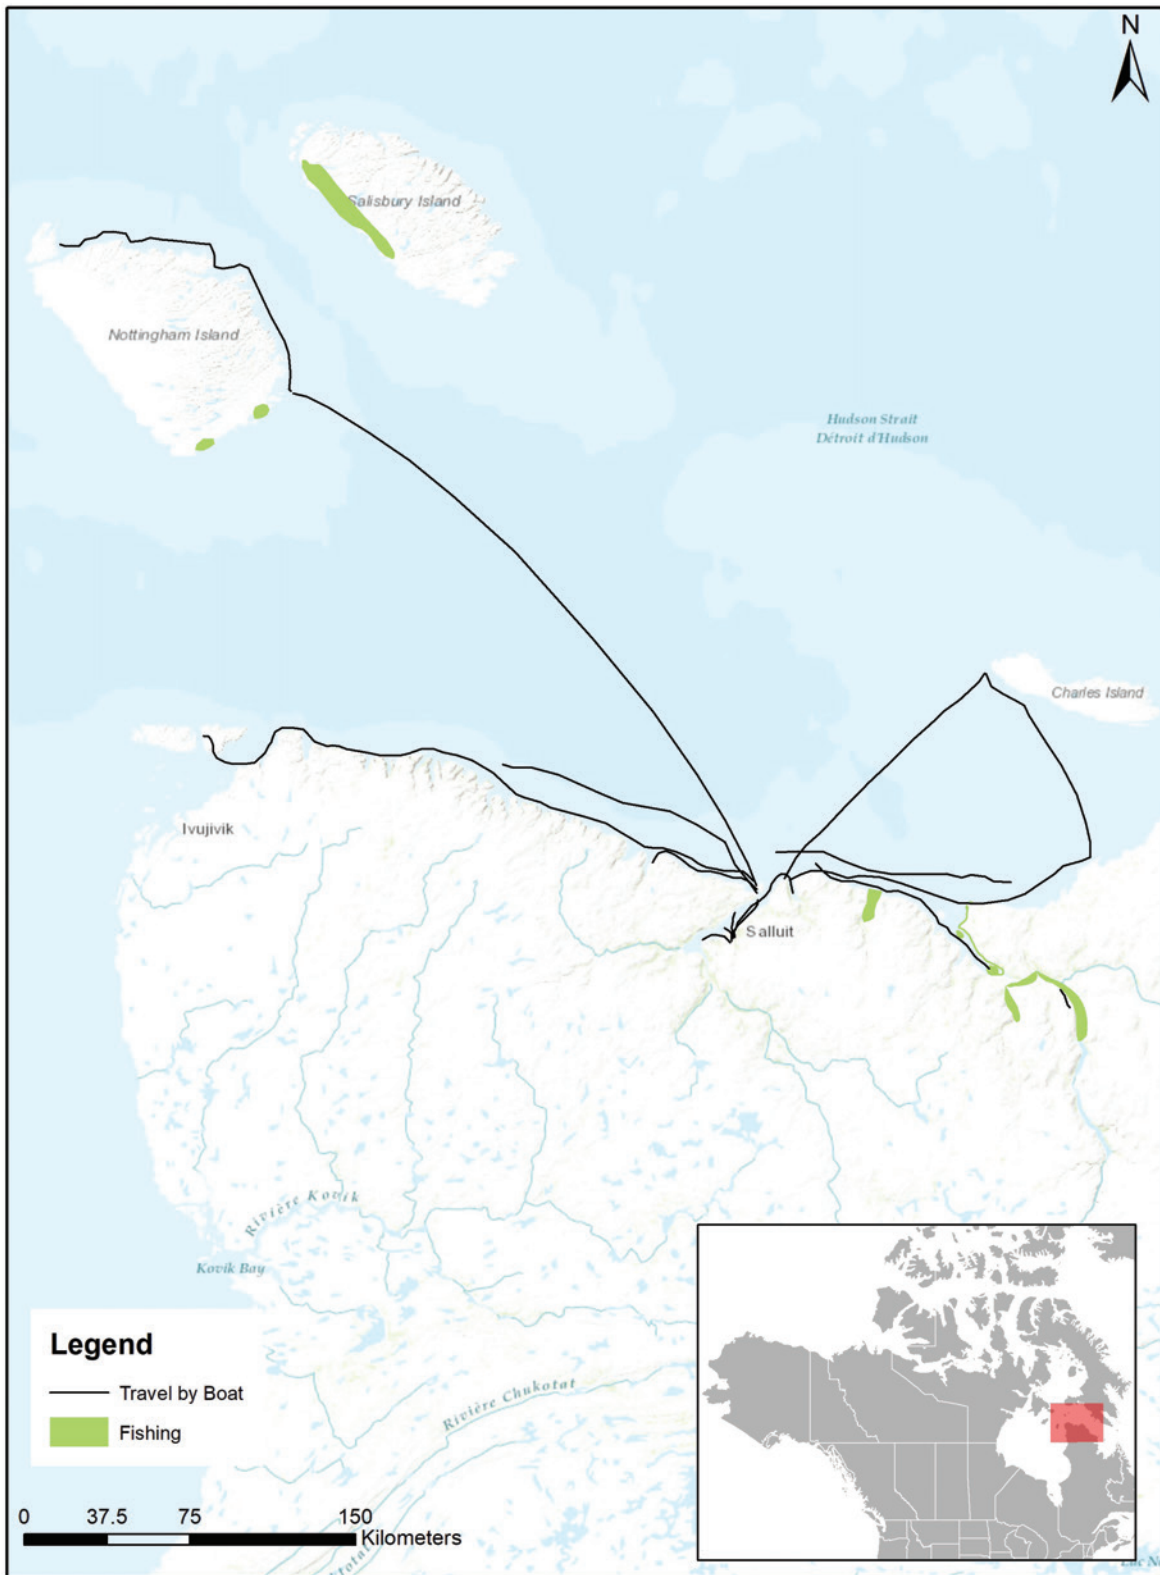 N
Salisbury Island
Nottingham Island
Hudson Strait
Détroit d'Hudson
Charles Island
Ivujivik
Salluit
Rivière Kovik
Kovik Bay
Rivière Chukotat
Legend
Travel by Boat
Fishing
0 37.5 75 150
Kilometers